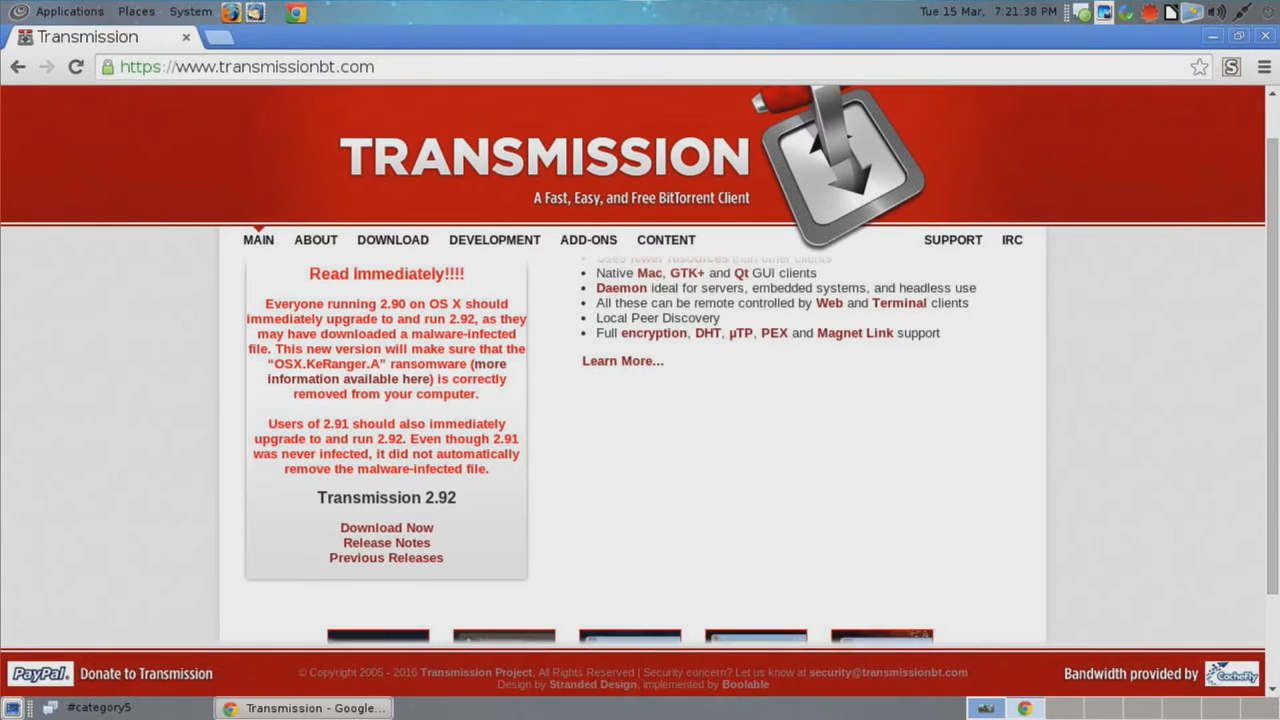 Applications Places System
Tue 15 Mar, 7:21:38 PM
Transmission
https://www.transmissionbt.com
TRANSMISSION
A Fast, Easy, and Free BitTorrent Client
MAIN ABOUT DOWNLOAD DEVELOPMENT ADD-ONS CONTENT SUPPORT IRC
Read Immediately!!!!
Everyone running 2.90 on OS X should
immediately upgrade to and run 2.92, as they
may have downloaded a malware-infected
file. This new version will make sure that the
“OSX.KeRanger.A” ransomware (more
information available here) is correctly
removed from your computer.
Users of 2.91 should also immediately
upgrade to and run 2.92. Even though 2.91
was never infected, it did not automatically
remove the malware-infected file.
Transmission 2.92
Download Now
Release Notes
Previous Releases
Uses fewer resources than other clients
Native Mac, GTK+ and Qt GUI clients
Daemon ideal for servers, embedded systems, and headless use
All these can be remote controlled by Web and Terminal clients
Local Peer Discovery
Full encryption, DHT, µTP, PEX and Magnet Link support
Learn More...
PayPal Donate to Transmission
© Copyright 2005 - 2016 Transmission Project, All Rights Reserved | Security concern? Let us know at security@transmissionbt.com
Design by Stranded Design, implemented by Boolable
Bandwidth provided by CacheFly
#category5
Transmission - Google...